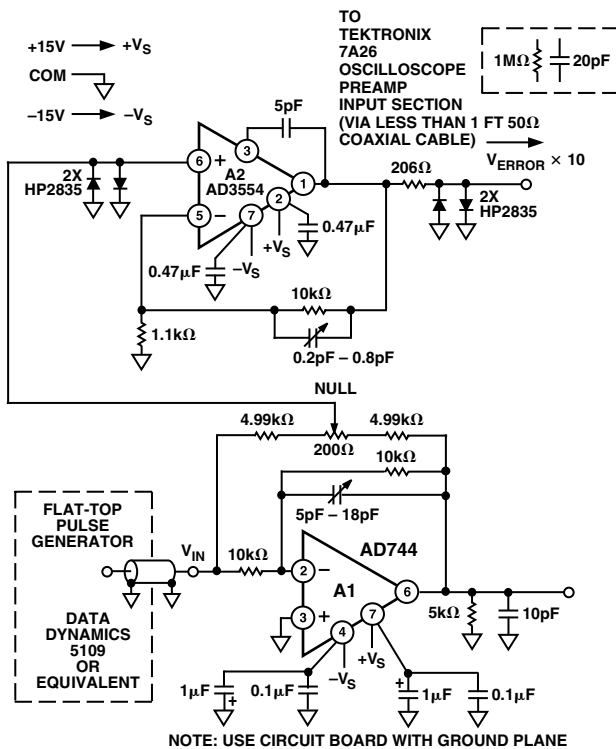 +15V +VS
COM
–15V –VS
TO
TEKTRONIX
7A26
OSCILLOSCOPE
PREAMP
INPUT SECTION
(VIA LESS THAN 1 FT 50Ω
COAXIAL CABLE)
1MΩ 20pF
VERROR × 10
5pF
3
6 +
A2
AD3554
1
2X
HP2835
5 –
2
7
206Ω
2X
HP2835
0.47µF
+VS
–VS
0.47µF
10kΩ
1.1kΩ
0.2pF – 0.8pF
NULL
4.99kΩ
200Ω
4.99kΩ
10kΩ
5pF – 18pF
FLAT-TOP
PULSE
GENERATOR
VIN
10kΩ
AD744
2 –
A1
6
3 +
7
4
5kΩ
10pF
DATA
DYNAMICS
5109
OR
EQUIVALENT
+VS
–VS
1µF
+
0.1µF
+
1µF
0.1µF
NOTE: USE CIRCUIT BOARD WITH GROUND PLANE